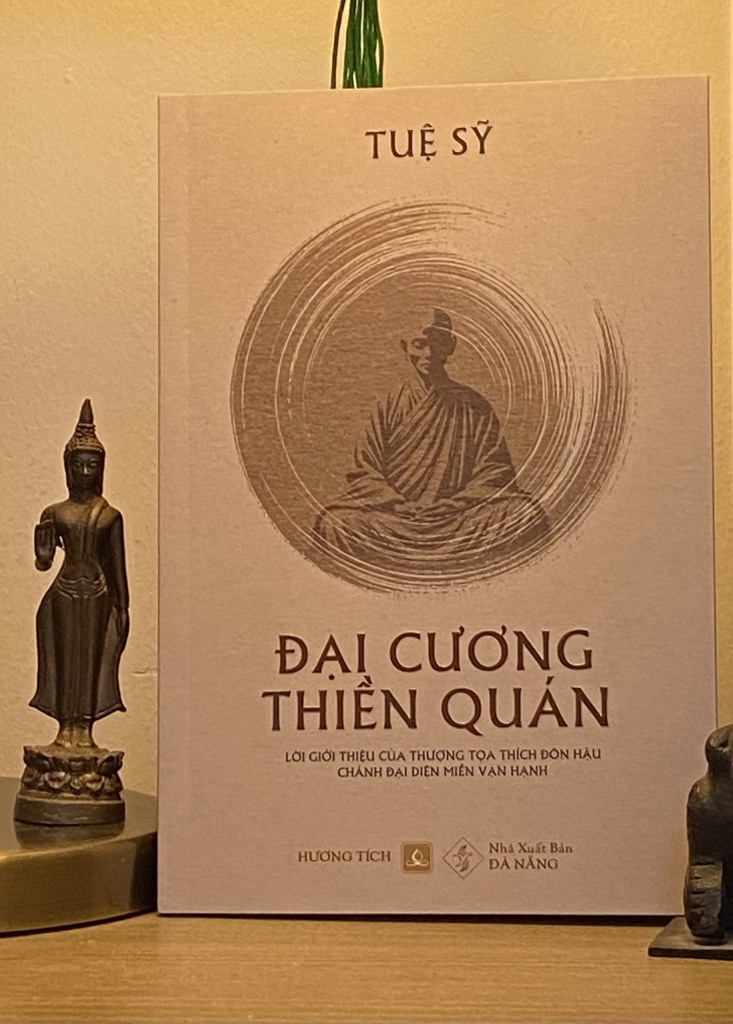 TUỆ SỸ
ĐẠI CƯƠNG
THIỀN QUÁN
LỜI GIỚI THIỆU CỦA THƯỢNG TỌA THÍCH ĐÔN HẬU
CHÁNH ĐẠI DIỆN MIỀN VẠN HẠNH
HƯƠNG TÍCH
Nhà Xuất Bản
ĐÀ NẴNG